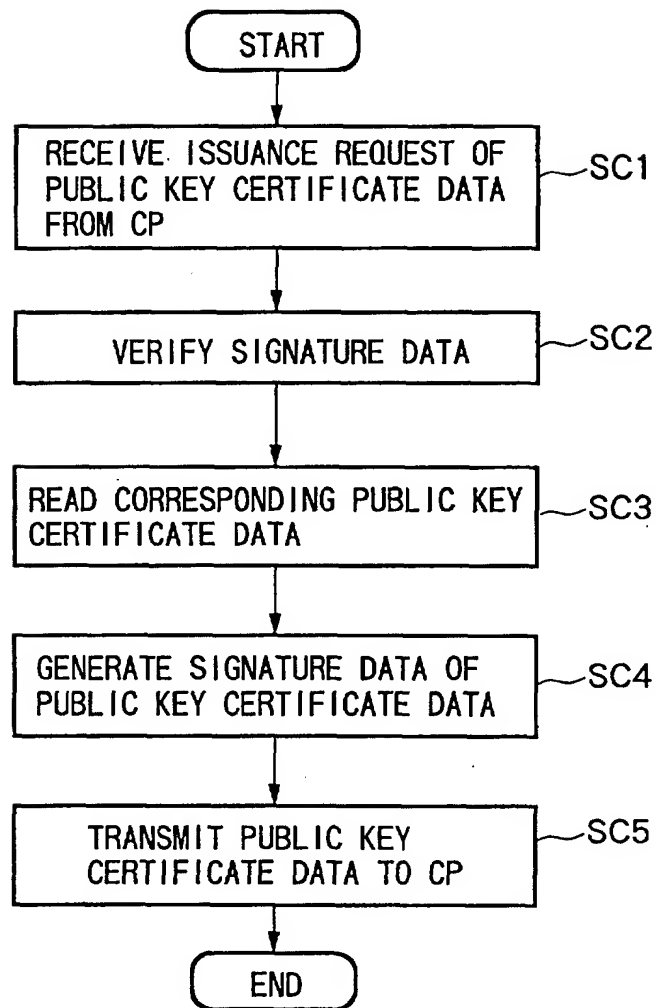 START
RECEIVE ISSUANCE REQUEST OF
PUBLIC KEY CERTIFICATE DATA
FROM CP
SC1
VERIFY SIGNATURE DATA
SC2
READ CORRESPONDING PUBLIC KEY
CERTIFICATE DATA
SC3
GENERATE SIGNATURE DATA OF
PUBLIC KEY CERTIFICATE DATA
SC4
TRANSMIT PUBLIC KEY
CERTIFICATE DATA TO CP
SC5
END